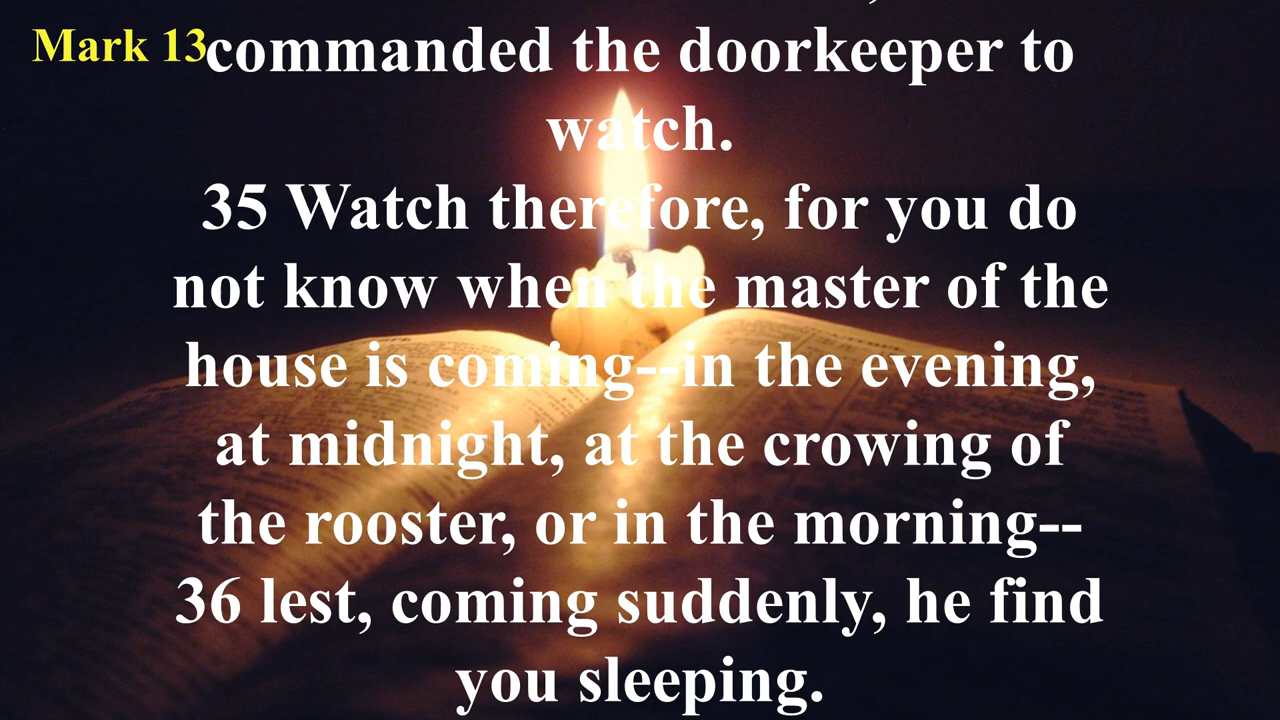 Mark 13
commanded the doorkeeper to
watch.
35 Watch therefore, for you do
not know when the master of the
house is coming--in the evening,
at midnight, at the crowing of
the rooster, or in the morning--
36 lest, coming suddenly, he find
you sleeping.